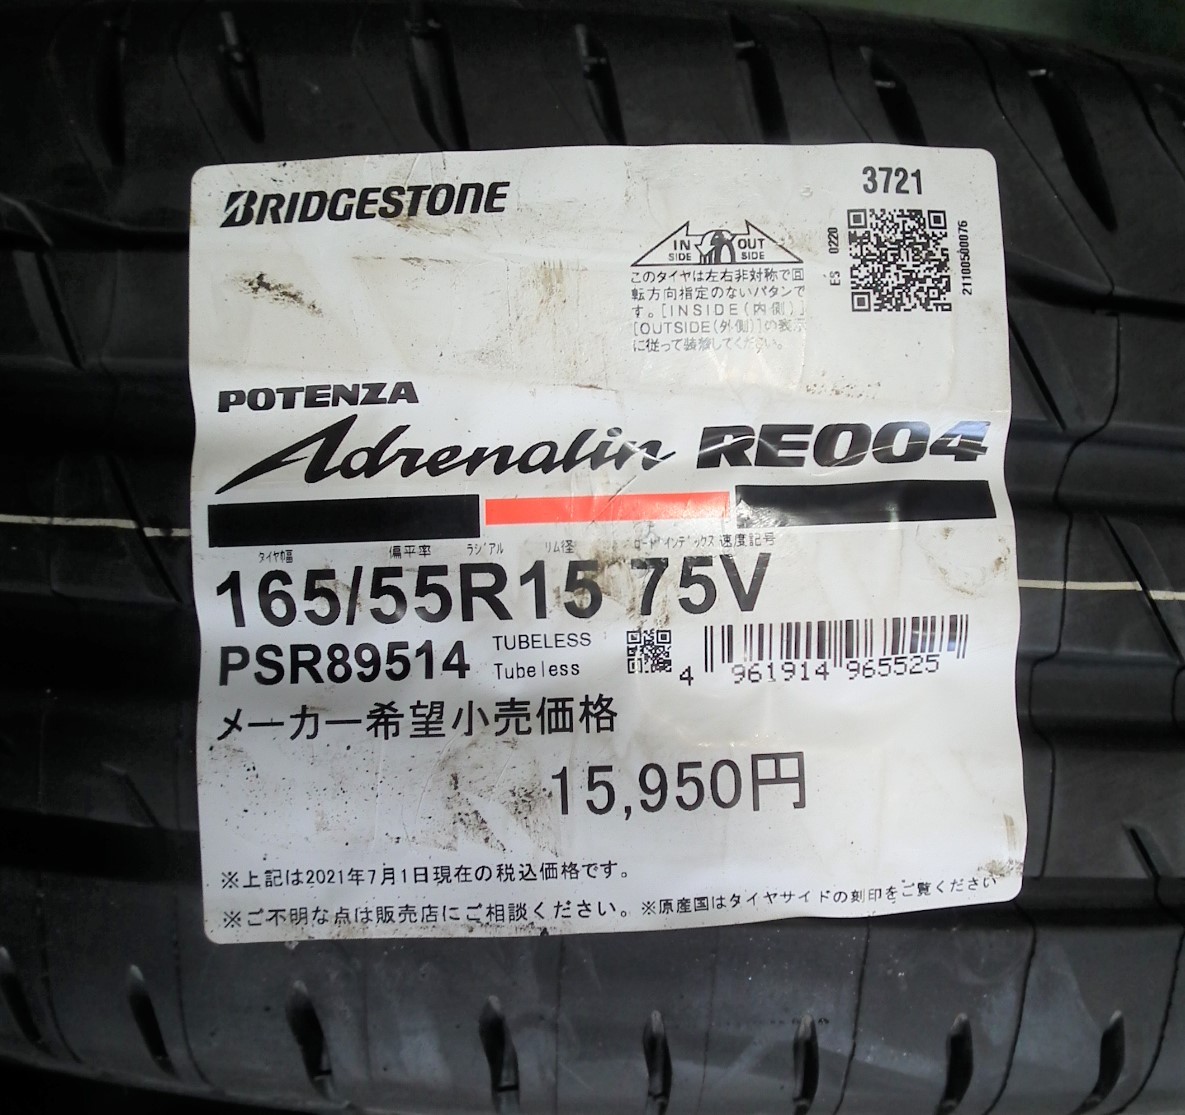 BRIDGESTONE
3721
IN SIDE OUT SIDE
ES 0220
21100500076
このタイヤは左右非対称で回
転方向指定のないパタンで
す。[INSIDE(内側)]
[OUTSIDE(外側)]の表示
に従って装着してください。
POTENZA
Adrenalin RE004
タイヤ幅 偏平率 ラジアル リム径 ロードインデックス 速度記号
165/55R15 75V
PSR89514 TUBELESS
Tubeless
4 961914 965525
メーカー希望小売価格
15,950円
※上記は2021年7月1日現在の税込価格です。
※ご不明な点は販売店にご相談ください。※原産国はタイヤサイドの刻印をご覧ください